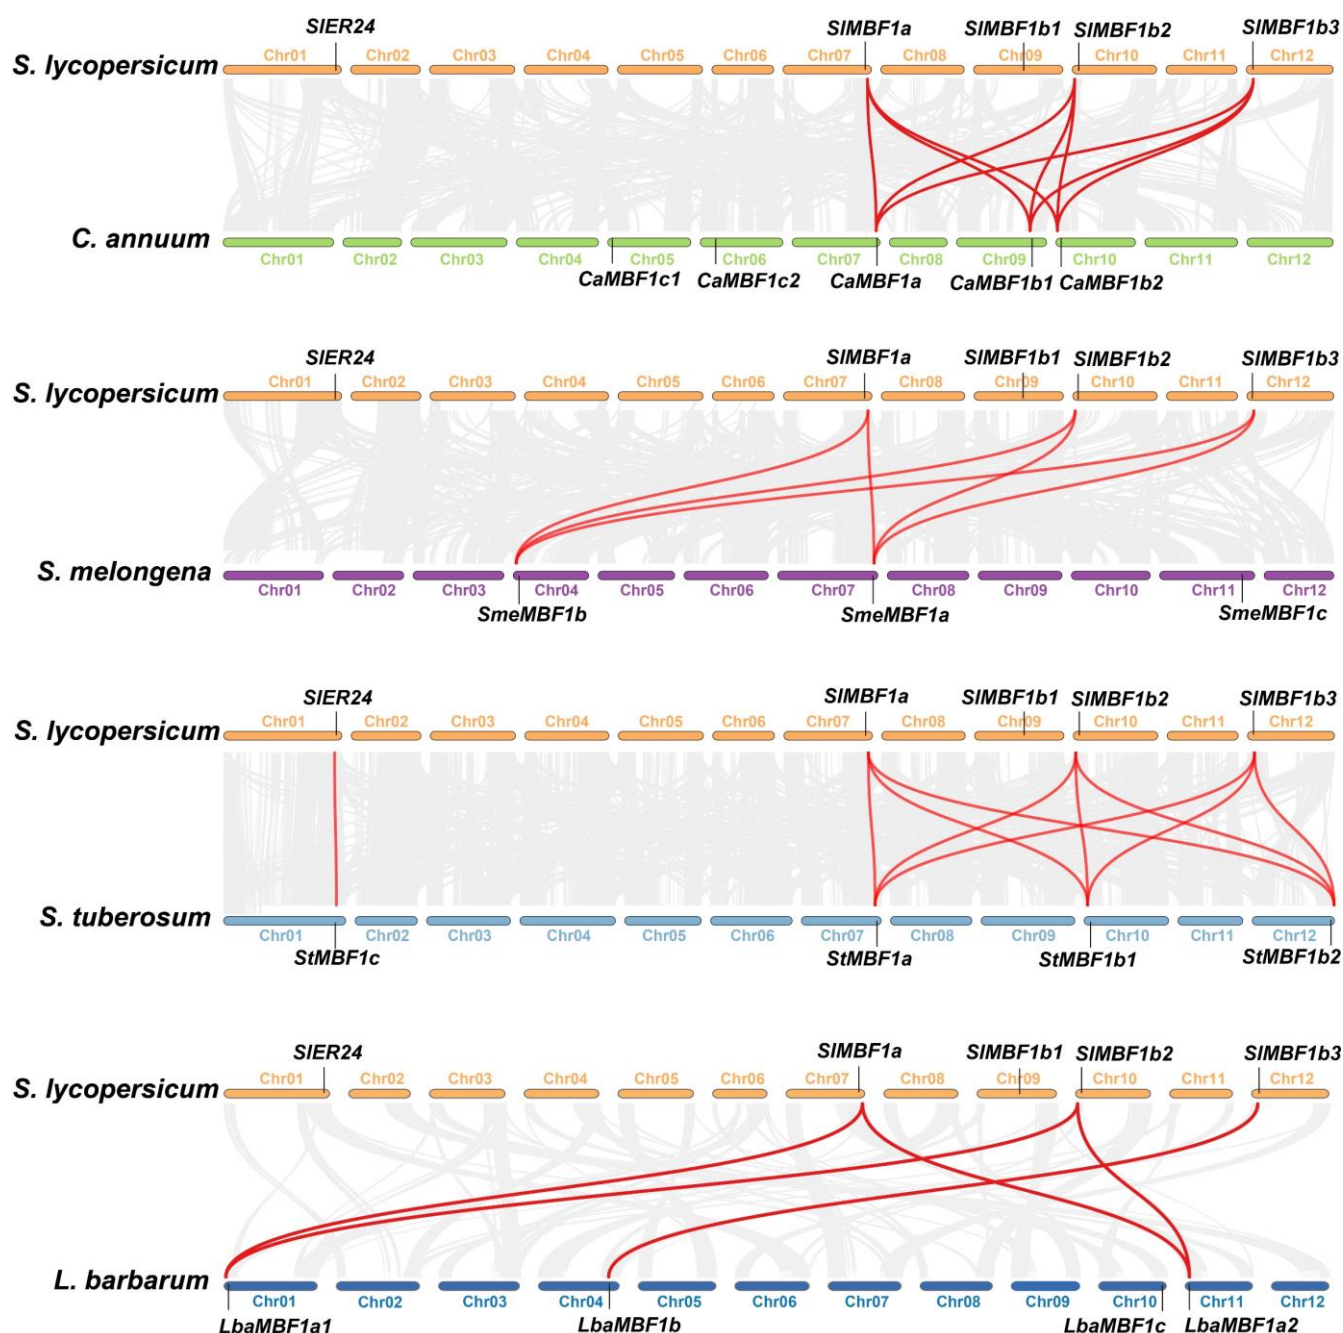 SlER24 SlMBF1a SlMBF1b1 SlMBF1b2 SlMBF1b3
Chr01 Chr02 Chr03 Chr04 Chr05 Chr06 Chr07 Chr08 Chr09 Chr10 Chr11 Chr12
S. lycopersicum
C. annuum
Chr01 Chr02 Chr03 Chr04 Chr05 Chr06 Chr07 Chr08 Chr09 Chr10 Chr11 Chr12
CaMBF1c1 CaMBF1c2 CaMBF1a CaMBF1b1 CaMBF1b2
SlER24 SlMBF1a SlMBF1b1 SlMBF1b2 SlMBF1b3
Chr01 Chr02 Chr03 Chr04 Chr05 Chr06 Chr07 Chr08 Chr09 Chr10 Chr11 Chr12
S. lycopersicum
S. melongena
Chr01 Chr02 Chr03 Chr04 Chr05 Chr06 Chr07 Chr08 Chr09 Chr10 Chr11 Chr12
SmeMBF1b SmeMBF1a SmeMBF1c
SlER24 SlMBF1a SlMBF1b1 SlMBF1b2 SlMBF1b3
Chr01 Chr02 Chr03 Chr04 Chr05 Chr06 Chr07 Chr08 Chr09 Chr10 Chr11 Chr12
S. lycopersicum
S. tuberosum
Chr01 Chr02 Chr03 Chr04 Chr05 Chr06 Chr07 Chr08 Chr09 Chr10 Chr11 Chr12
StMBF1c StMBF1a StMBF1b1 StMBF1b2
SlER24 SlMBF1a SlMBF1b1 SlMBF1b2 SlMBF1b3
Chr01 Chr02 Chr03 Chr04 Chr05 Chr06 Chr07 Chr08 Chr09 Chr10 Chr11 Chr12
S. lycopersicum
L. barbarum
Chr01 Chr02 Chr03 Chr04 Chr05 Chr06 Chr07 Chr08 Chr09 Chr10 Chr11 Chr12
LbaMBF1a1 LbaMBF1b LbaMBF1c LbaMBF1a2